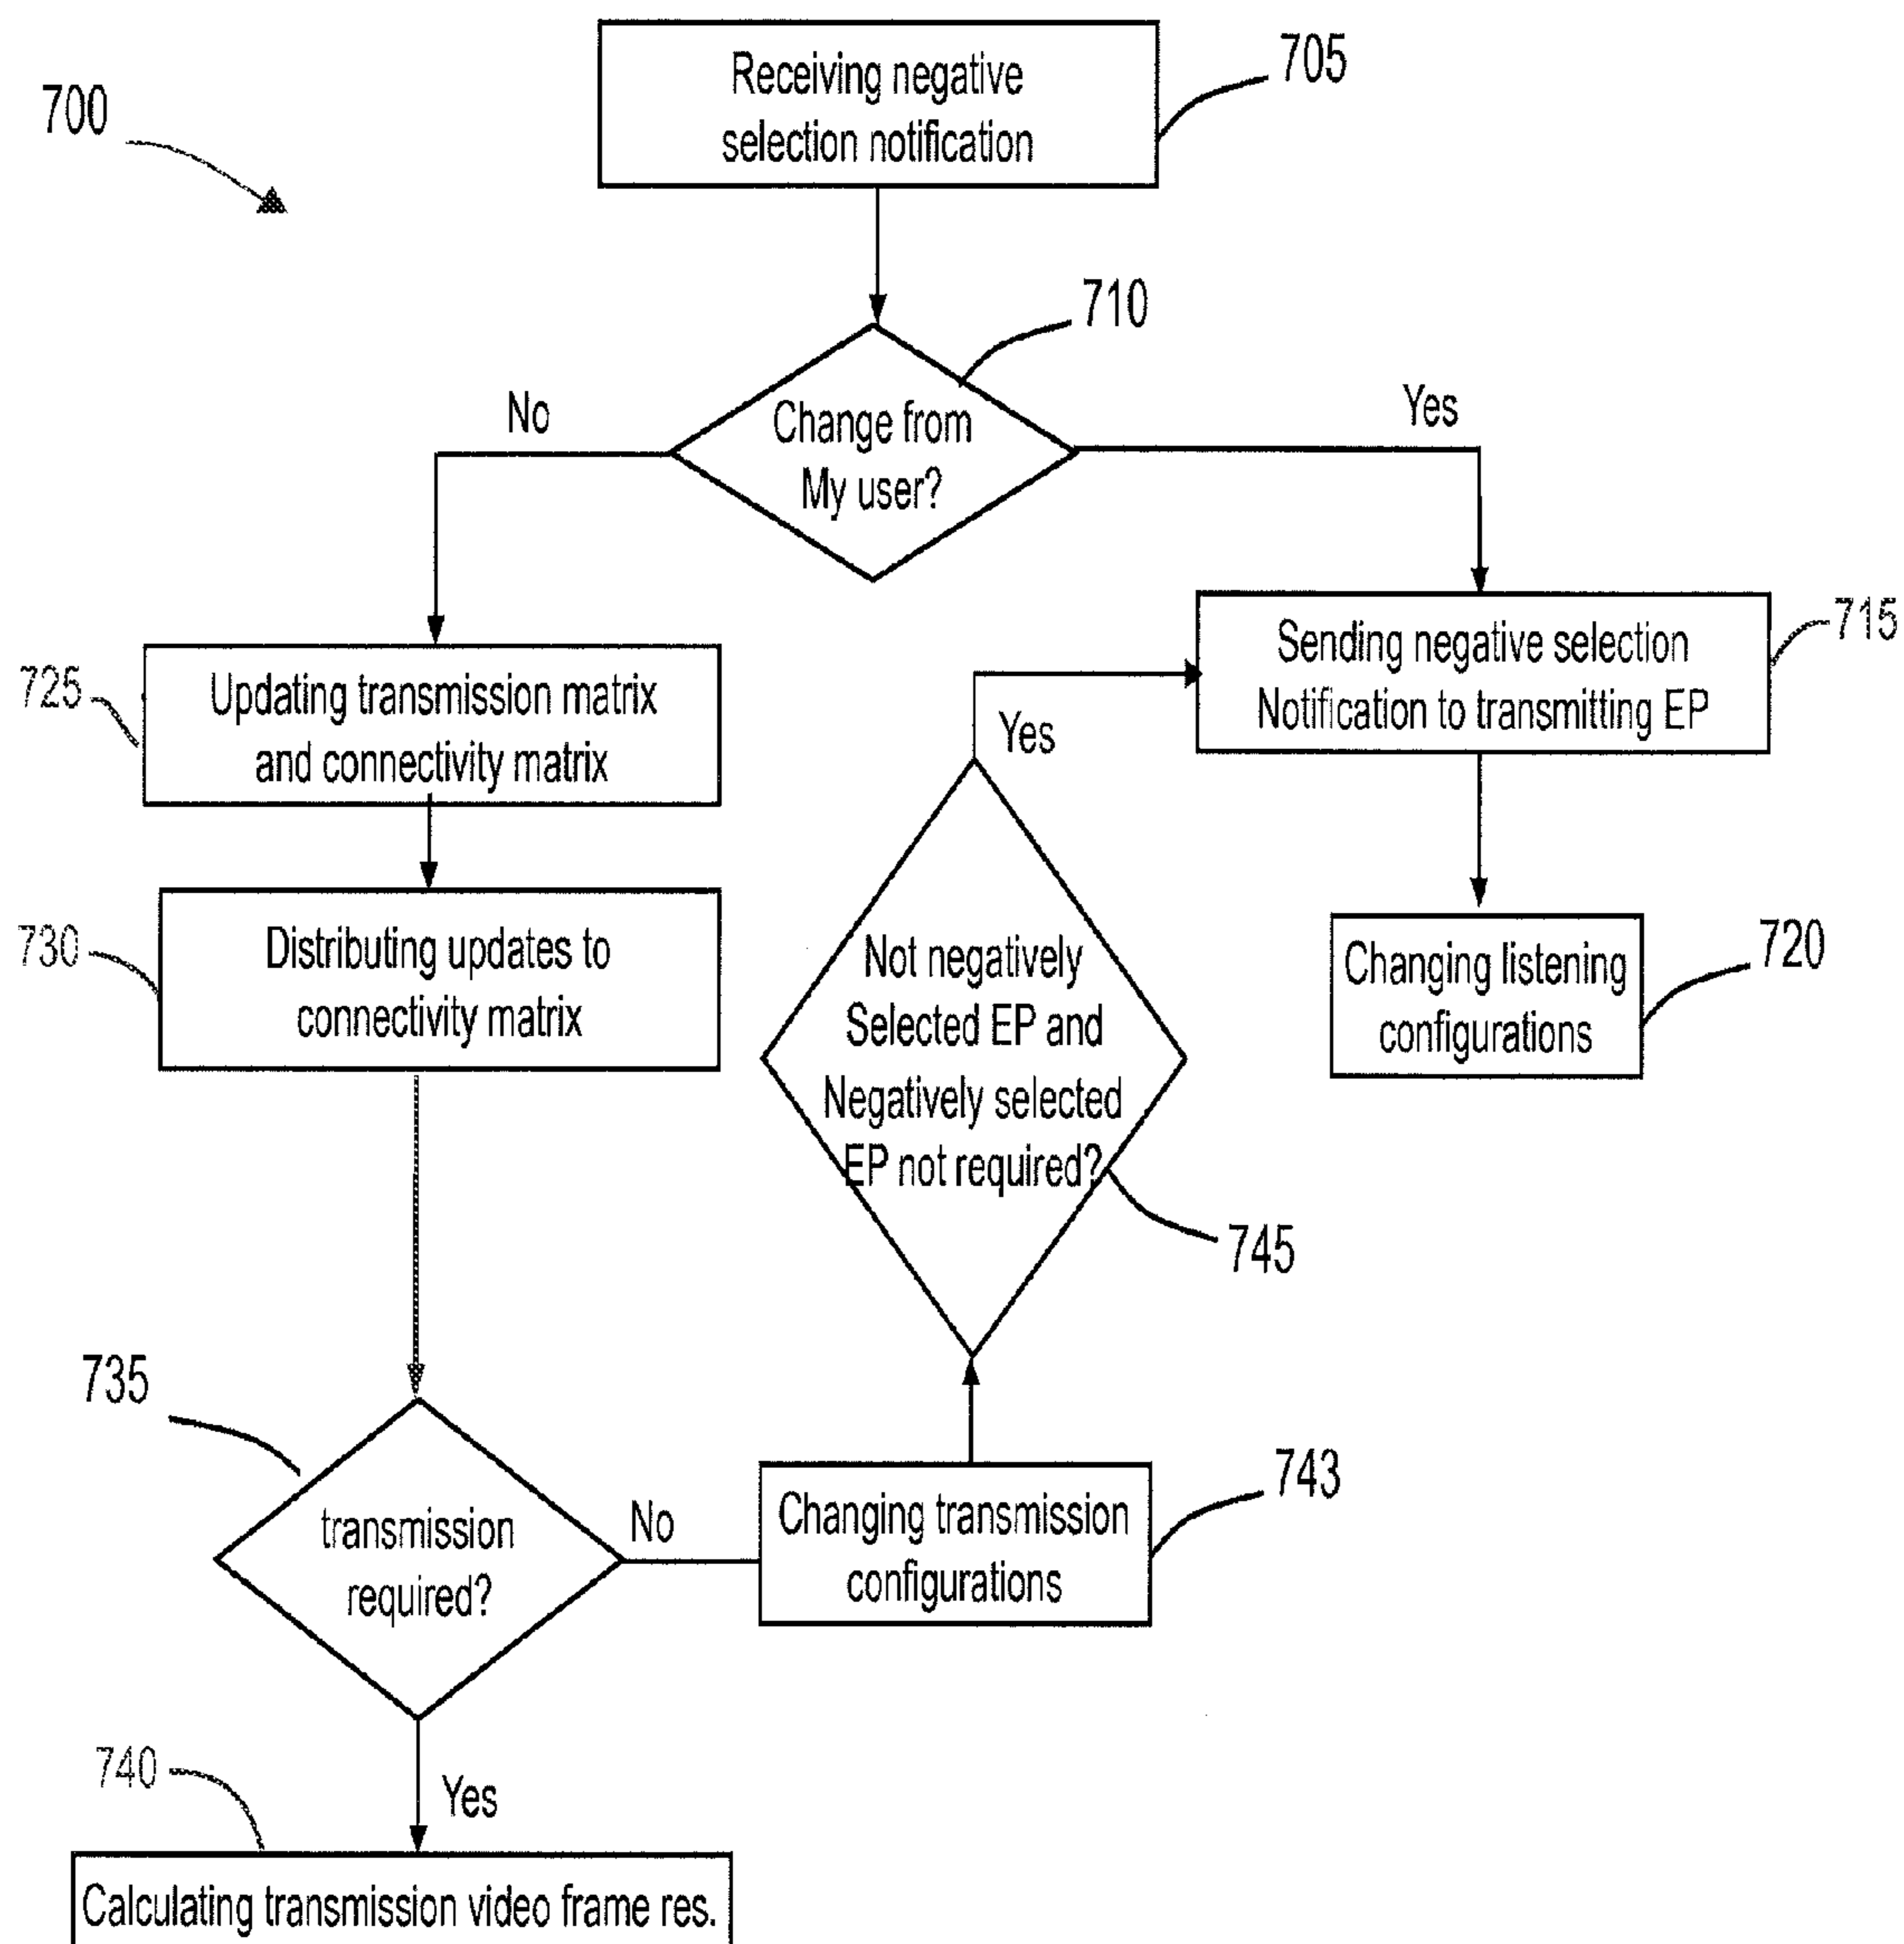 700
Receiving negative
selection notification
705
710
Change from
My user?
No
Yes
725
Updating transmission matrix
and connectivity matrix
Sending negative selection
Notification to transmitting EP
715
Yes
730
Distributing updates to
connectivity matrix
Not negatively
Selected EP and
Negatively selected
EP not required?
745
Changing listening
configurations
720
735
transmission
required?
No
Changing transmission
configurations
743
740
Yes
Calculating transmission video frame res.